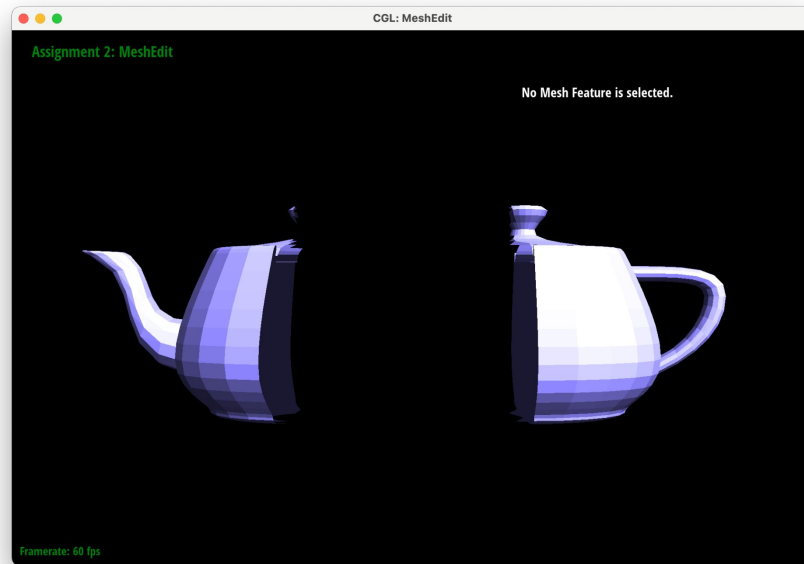 CGL: MeshEdit
Assignment 2: MeshEdit
No Mesh Feature is selected.
Framerate: 60 fps